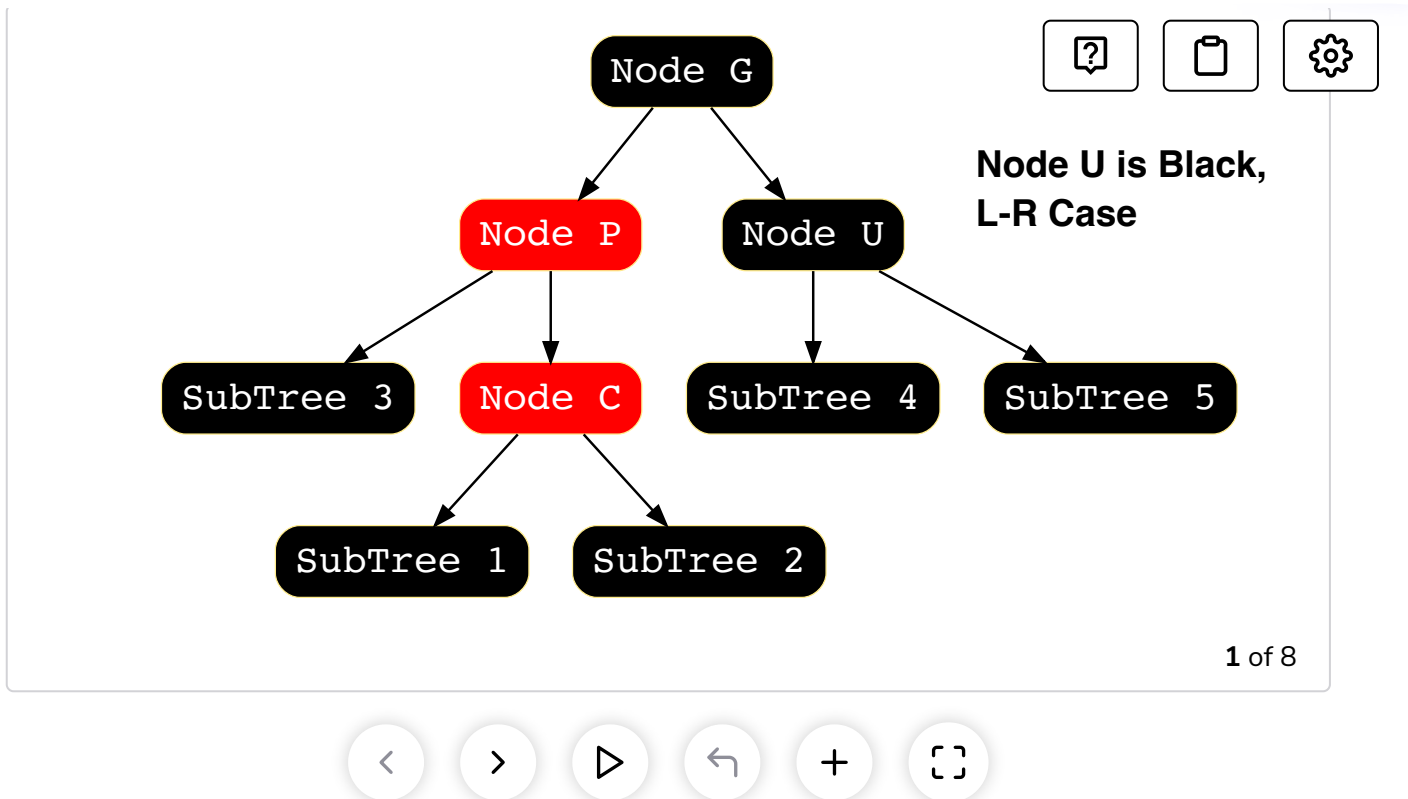 Node G
Node U is Black,
L-R Case
Node P
Node U
SubTree 3
Node C
SubTree 4
SubTree 5
SubTree 1
SubTree 2
1 of 8